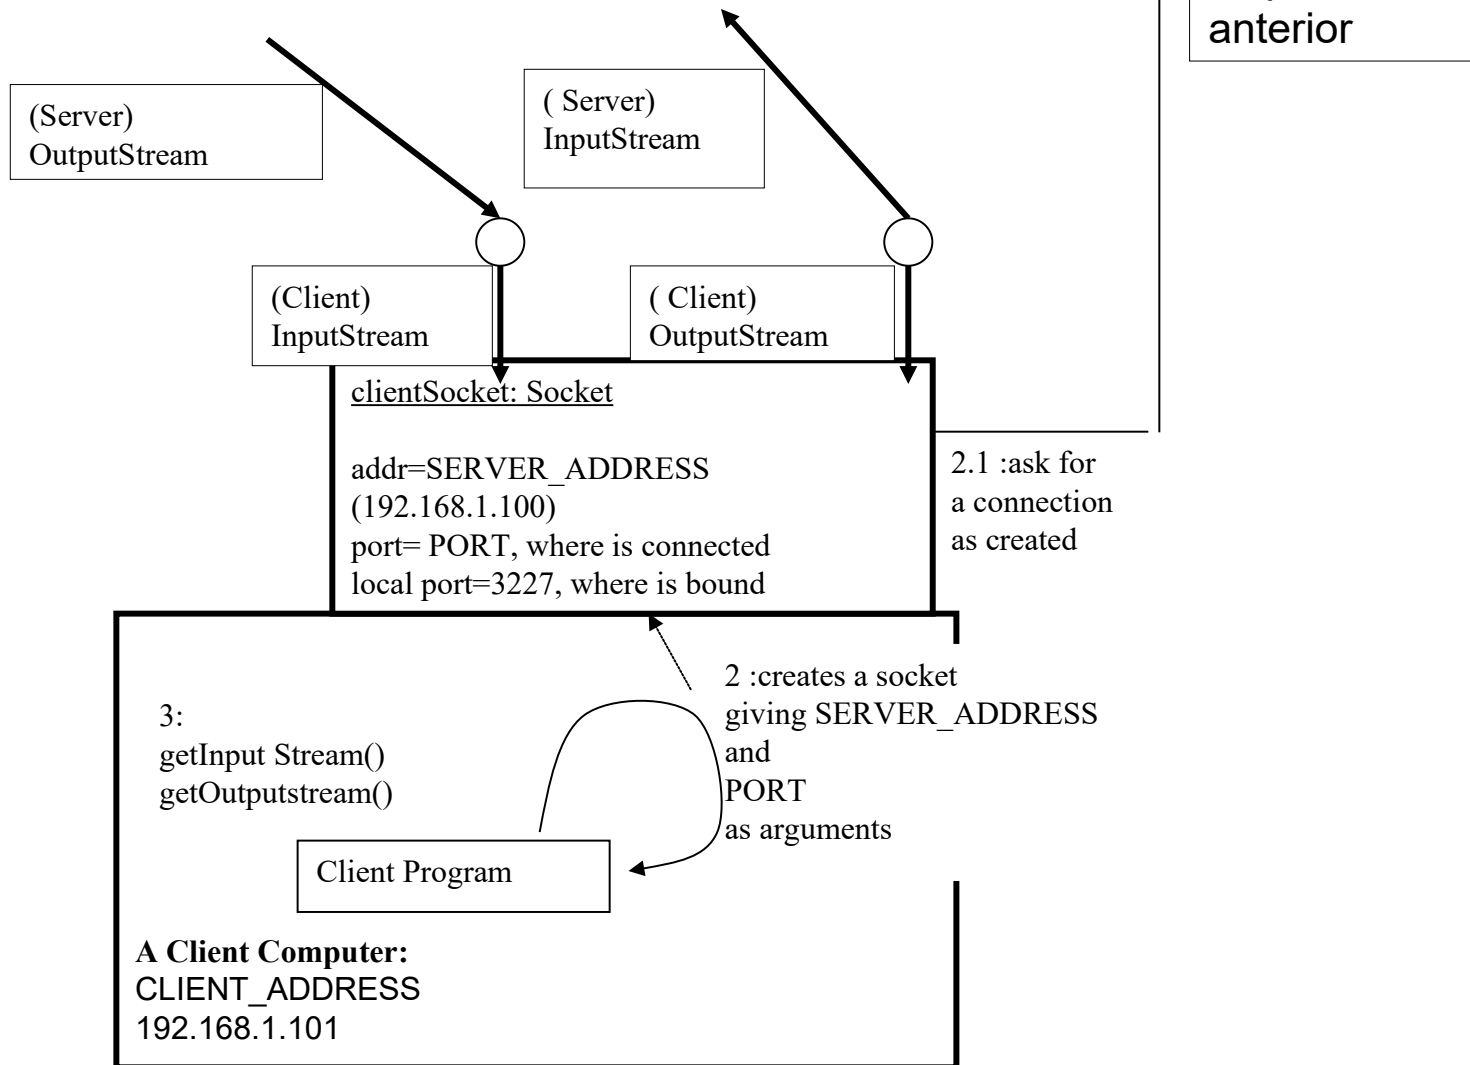 anterior
(Server)
OutputStream
( Server)
InputStream
(Client)
InputStream
( Client)
OutputStream
clientSocket: Socket
addr=SERVER_ADDRESS
(192.168.1.100)
port= PORT, where is connected
local port=3227, where is bound
2.1 :ask for
a connection
as created
2 :creates a socket
giving SERVER_ADDRESS
and
PORT
as arguments
3:
getInput Stream()
getOutputstream()
Client Program
A Client Computer:
CLIENT_ADDRESS
192.168.1.101